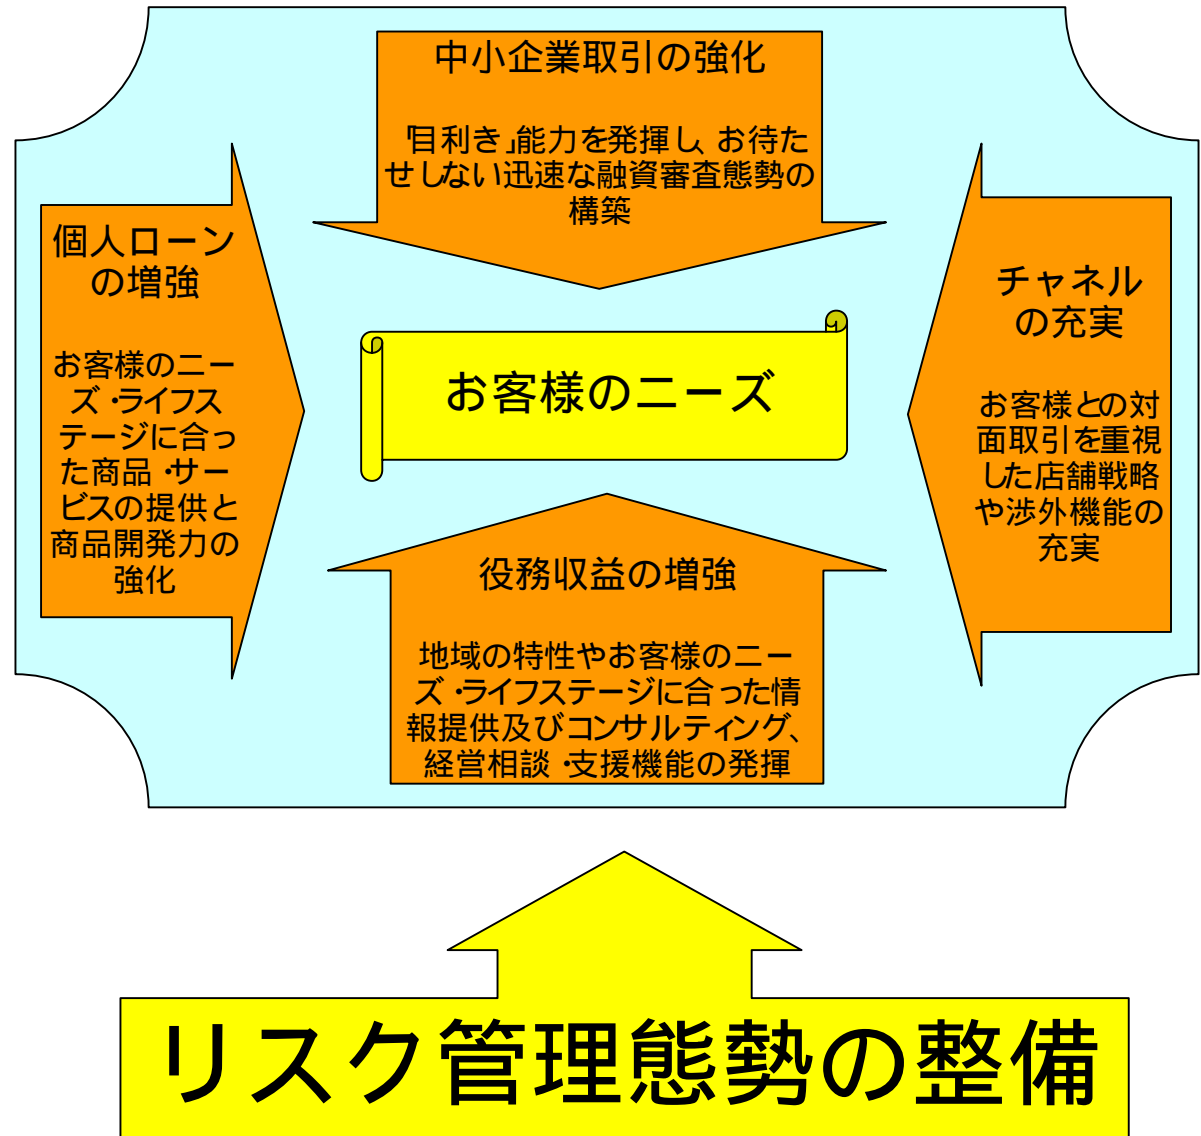 中小企業取引の強化
「目利き」能力を発揮し、お待た
せしない迅速な融資審査態勢の
構築
個人ローン
の増強
お客様のニー
ズ・ライフス
テージに合っ
た商品・サー
ビスの提供と
商品開発力の
強化
お客様のニーズ
チャネル
の充実
お客様との対
面取引を重視
した店舗戦略
や渉外機能の
充実
役務収益の増強
地域の特性やお客様のニー
ズ・ライフステージに合った情
報提供及びコンサルティング、
経営相談・支援機能の発揮
リスク管理態勢の整備